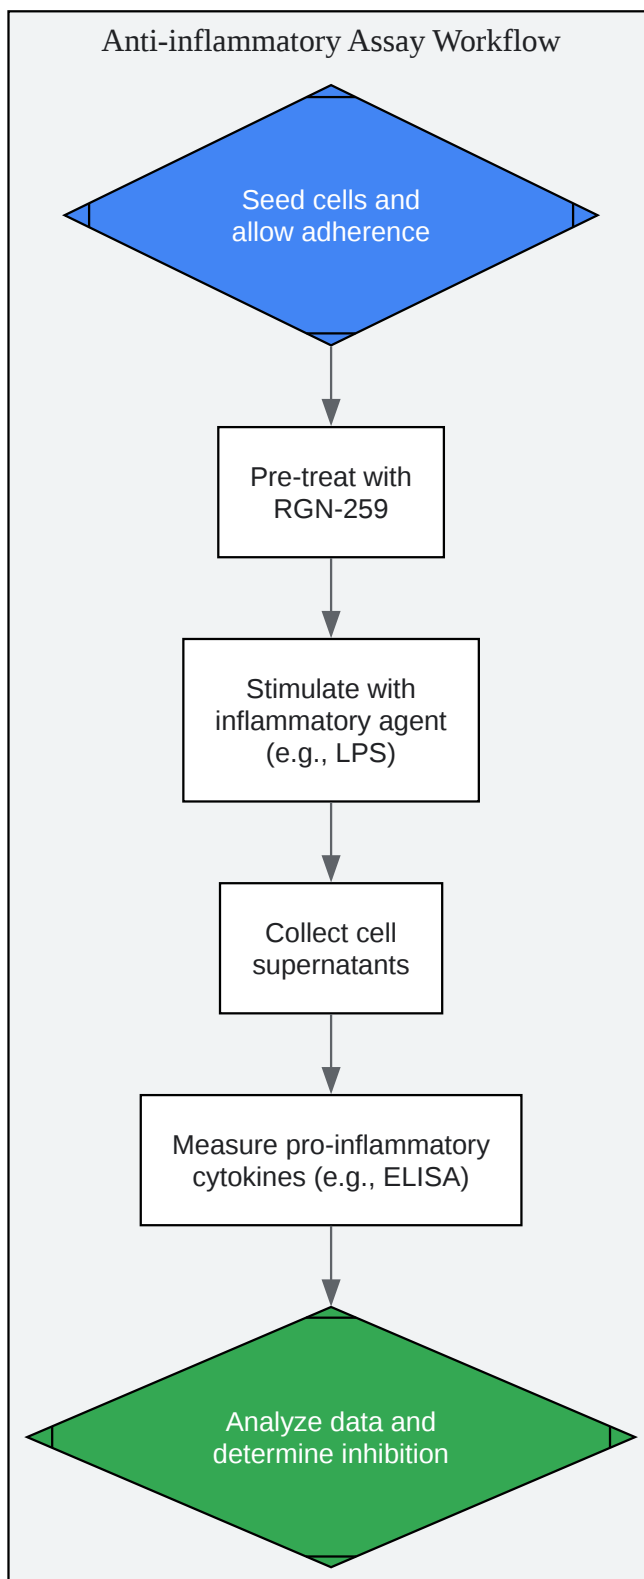 Anti-inflammatory Assay Workflow
Seed cells and
allow adherence
Pre-treat with
RGN-259
Stimulate with
inflammatory agent
(e.g., LPS)
Collect cell
supernatants
Measure pro-inflammatory
cytokines (e.g., ELISA)
Analyze data and
determine inhibition